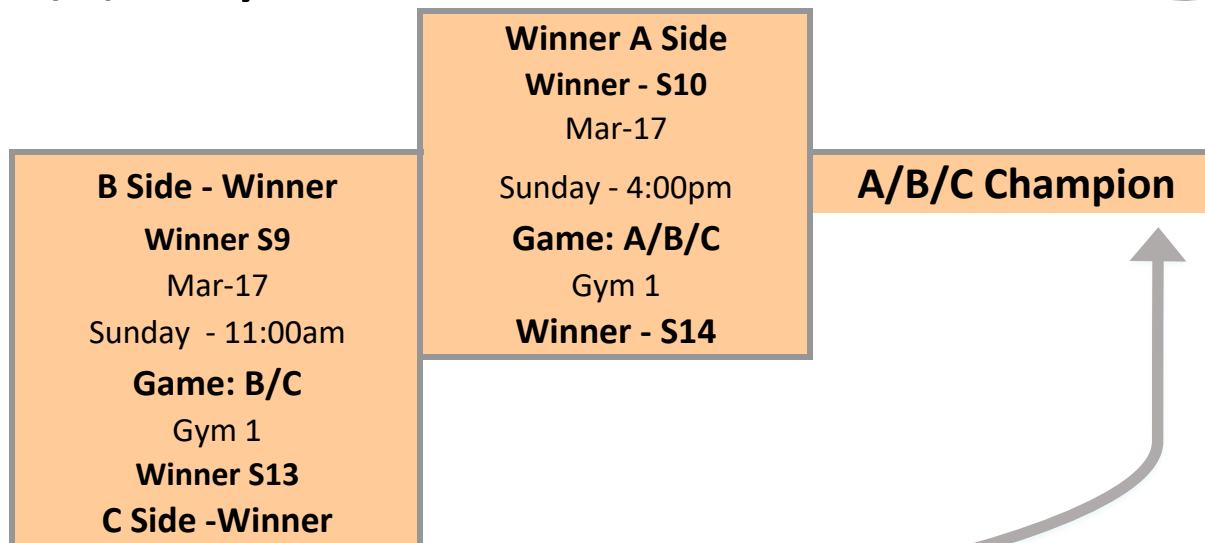 Winner A Side
Winner - S10
Mar-17
Sunday - 4:00pm
Game: A/B/C
Gym 1
Winner - S14
B Side - Winner
Winner S9
Mar-17
Sunday - 11:00am
Game: B/C
Gym 1
Winner S13
C Side -Winner
A/B/C Champion